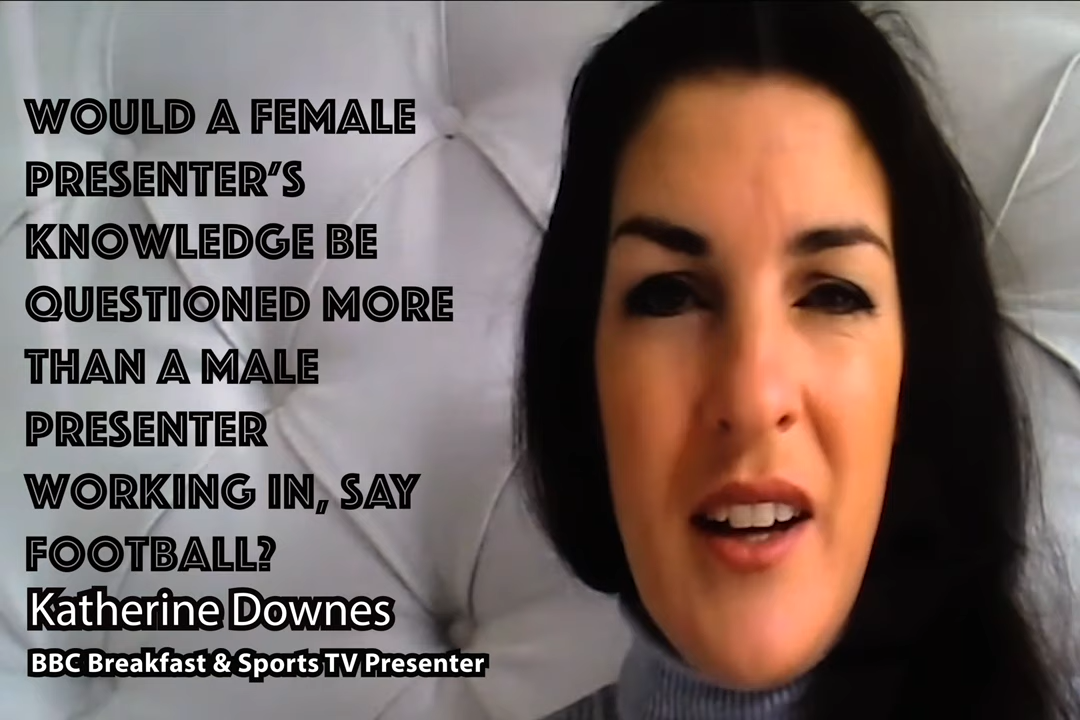 WOULD A FEMALE
PRESENTER’S
KNOWLEDGE BE
QUESTIONED MORE
THAN A MALE
PRESENTER
WORKING IN, SAY
FOOTBALL?
Katherine Downes
BBC Breakfast & Sports TV Presenter